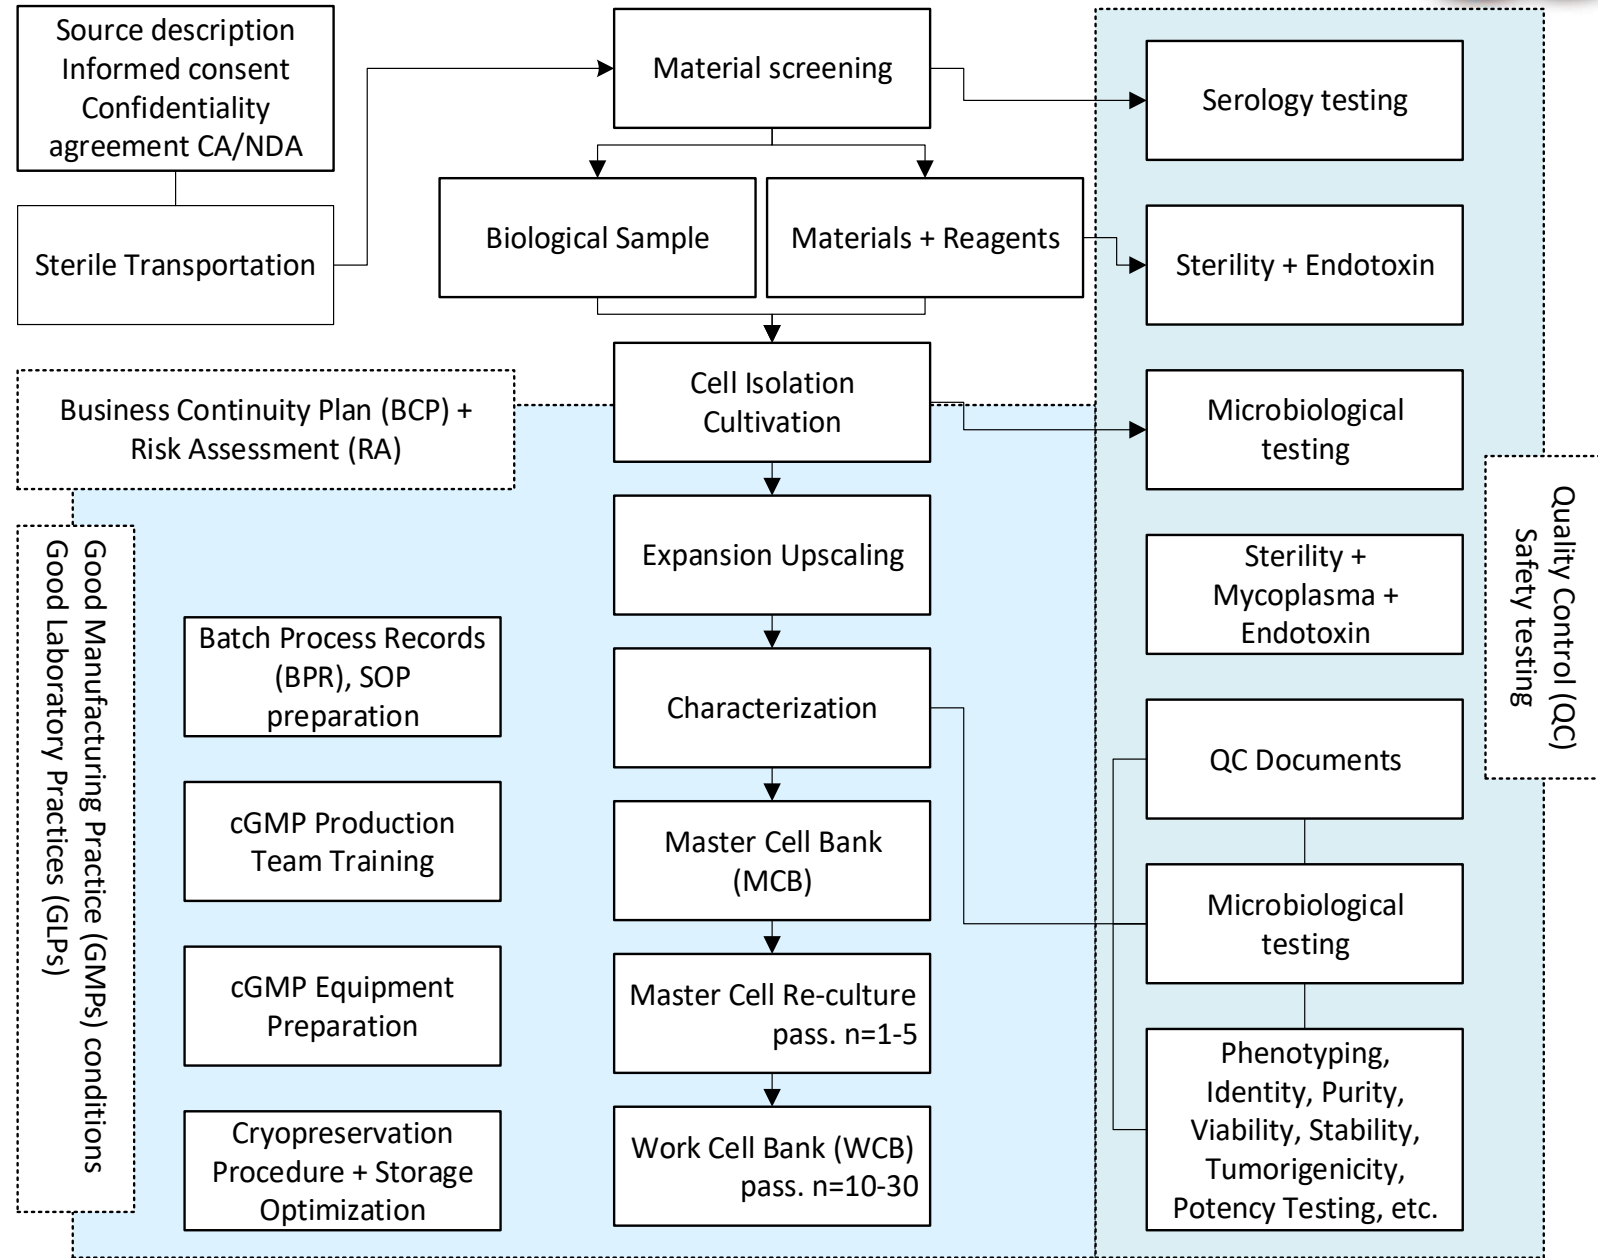 Source description
Informed consent
Confidentiality
agreement CA/NDA
Sterile Transportation
Material screening
Biological Sample
Materials + Reagents
Cell Isolation
Cultivation
Expansion Upscaling
Characterization
Master Cell Bank
(MCB)
Master Cell Re-culture
pass. n=1-5
Work Cell Bank (WCB)
pass. n=10-30
Business Continuity Plan (BCP) +
Risk Assessment (RA)
Good Manufacturing Practice (GMPs) conditions
Good Laboratory Practices (GLPs)
Batch Process Records
(BPR), SOP
preparation
cGMP Production
Team Training
cGMP Equipment
Preparation
Cryopreservation
Procedure + Storage
Optimization
Serology testing
Sterility + Endotoxin
Microbiological
testing
Sterility +
Mycoplasma +
Endotoxin
QC Documents
Microbiological
testing
Phenotyping,
Identity, Purity,
Viability, Stability,
Tumorigenicity,
Potency Testing, etc.
Quality Control (QC)
Safety testing